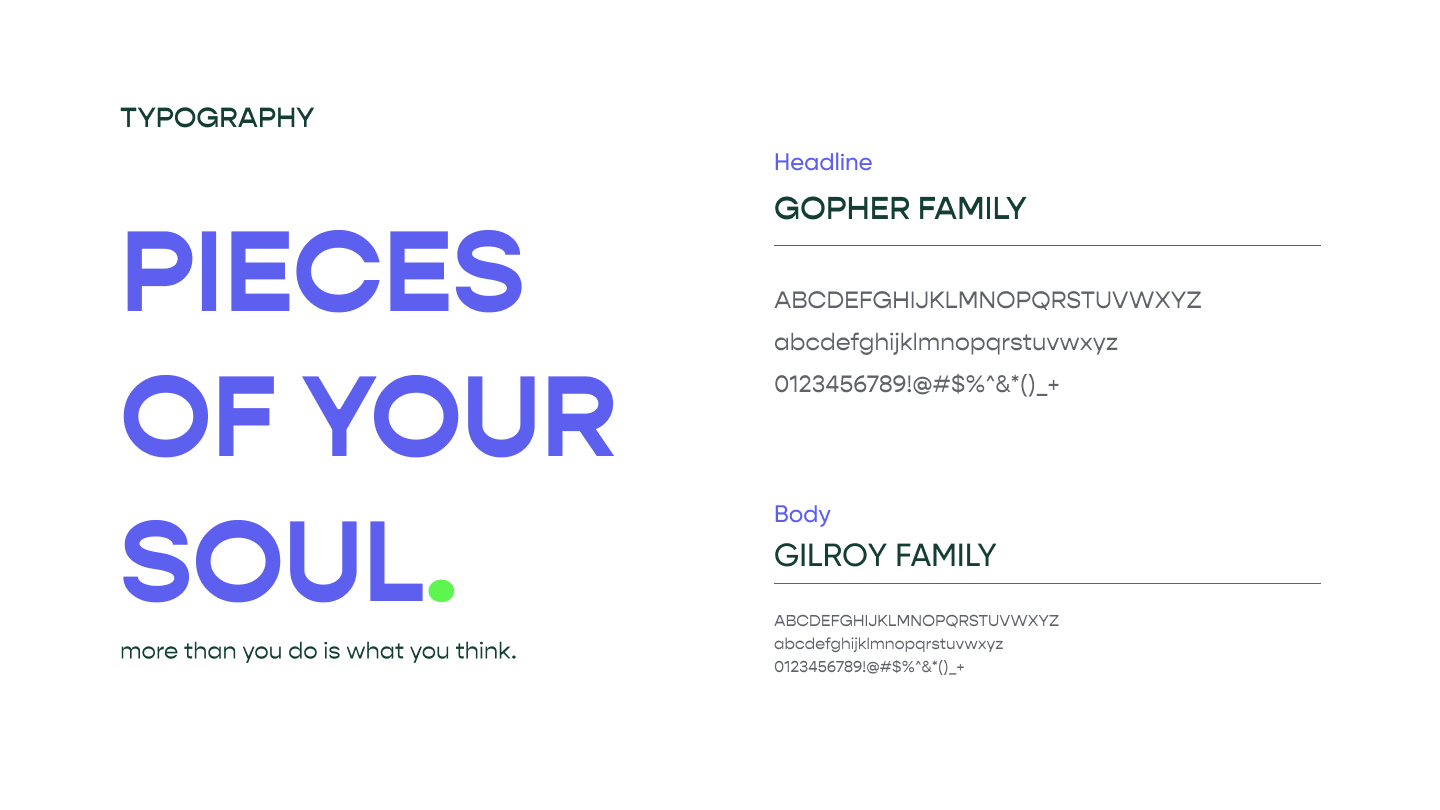 TYPOGRAPHY
PIECES
OF YOUR
SOUL.
more than you do is what you think.
Headline
GOPHER FAMILY
ABCDEFGHIJKLMNOPQRSTUVWXYZ
abcdefghijklmnopqrstuvwxyz
0123456789!@#$%^&*()_+
Body
GILROY FAMILY
ABCDEFGHIJKLMNOPQRSTUVWXYZ
abcdefghijklmnopqrstuvwxyz
0123456789!@#$%^&*()_+